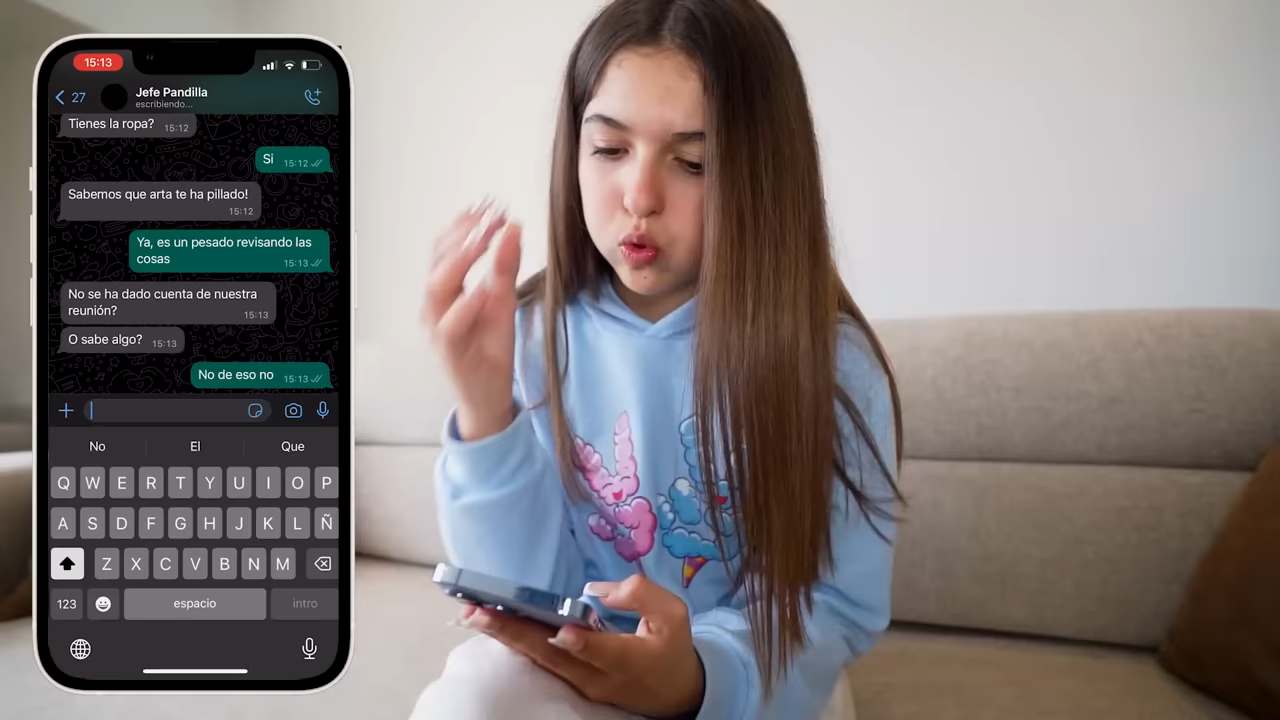 15:13
27
Jefe Pandilla
escribiendo...
Tienes la ropa? 15:12
Si 15:12
Sabemos que arta te ha pillado!
15:12
Ya, es un pesado revisando las
cosas 15:13
No se ha dado cuenta de nuestra
reunión? 15:13
O sabe algo? 15:13
No de eso no 15:13
No El Que
Q W E R T Y U I O P
A S D F G H J K L Ñ
Z X C V B N M
123 espacio intro